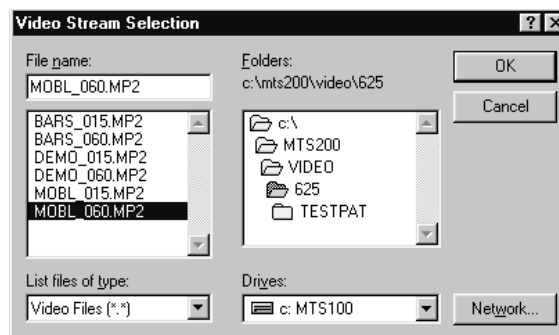 Video Stream Selection
File name:
MOBL_060.MP2
BARS_015.MP2
BARS_060.MP2
DEMO_015.MP2
DEMO_060.MP2
MOBL_015.MP2
MOBL_060.MP2
List files of type:
Video Files (*.*)
Folders:
c:\mts200\video\625
c:\
MTS200
VIDEO
625
TESTPAT
Drives:
c: MTS100
OK
Cancel
Network...